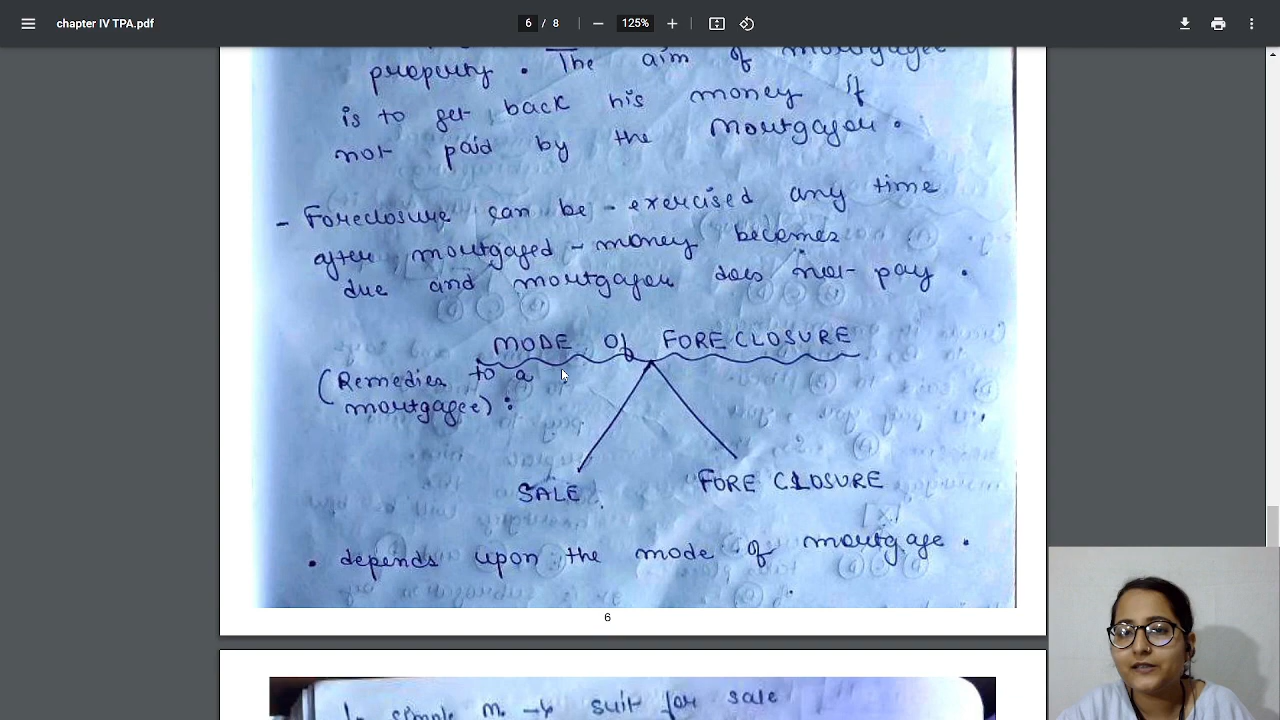 chapter IV TPA.pdf
6 / 8
125%
property. The aim of mortgagee
is to get back his money if
not paid by the mortgagor.
- Foreclosure can be - exercised any time
after mortgaged - money becomes
due and mortgagor does not pay.
MODE Of FORECLOSURE
(Remedies to a
mortgagee) :
SALE
FORE CLOSURE
• depends upon the mode of mortgage.
6
In simple m. → suit for sale